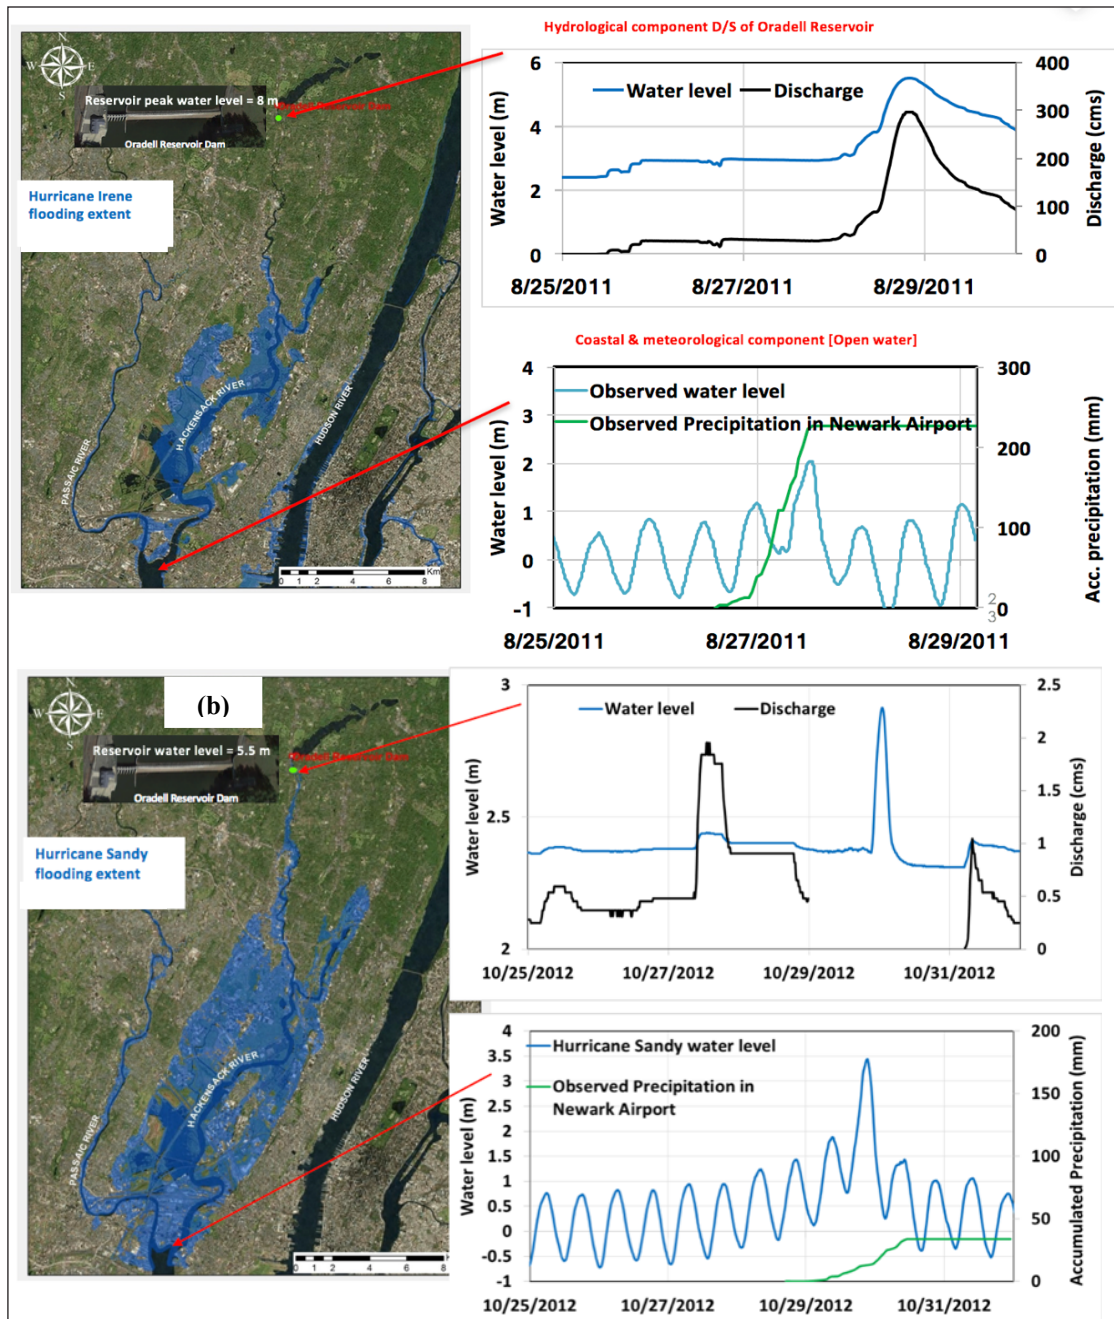 Hydrological component D/S of Oradell Reservoir
N
W E
S
Reservoir peak water level = 8 m
Oradell Reservoir Dam
Oradell Reservoir Dam
Hurricane Irene
flooding extent
PASSAIC RIVER
HACKENSACK RIVER
HUDSON RIVER
Km
0 1 2 4 6 8
Water level (m)
6
4
2
0
Water level
Discharge
400
300
200
100
0
Discharge (cms)
8/25/2011
8/27/2011
8/29/2011
Coastal & meteorological component [Open water]
Water level (m)
4
3
2
1
0
-1
Observed water level
Observed Precipitation in Newark Airport
300
200
100
0
2
3
Acc. precipitation (mm)
8/25/2011
8/27/2011
8/29/2011
(b)
N
W E
S
Reservoir water level = 5.5 m
Oradell Reservoir Dam
Oradell Reservoir Dam
Hurricane Sandy
flooding extent
PASSAIC RIVER
HACKENSACK RIVER
HUDSON RIVER
Km
0 1 2 4 6 8
Water level (m)
3
2.5
2
Water level
Discharge
2.5
2
1.5
1
0.5
0
Discharge (cms)
10/25/2012
10/27/2012
10/29/2012
10/31/2012
Water level (m)
4
3.5
3
2.5
2
1.5
1
0.5
0
-0.5
-1
Hurricane Sandy water level
Observed Precipitation in
Newark Airport
200
150
100
50
0
Accumulated Precipitation (mm)
10/25/2012
10/27/2012
10/29/2012
10/31/2012